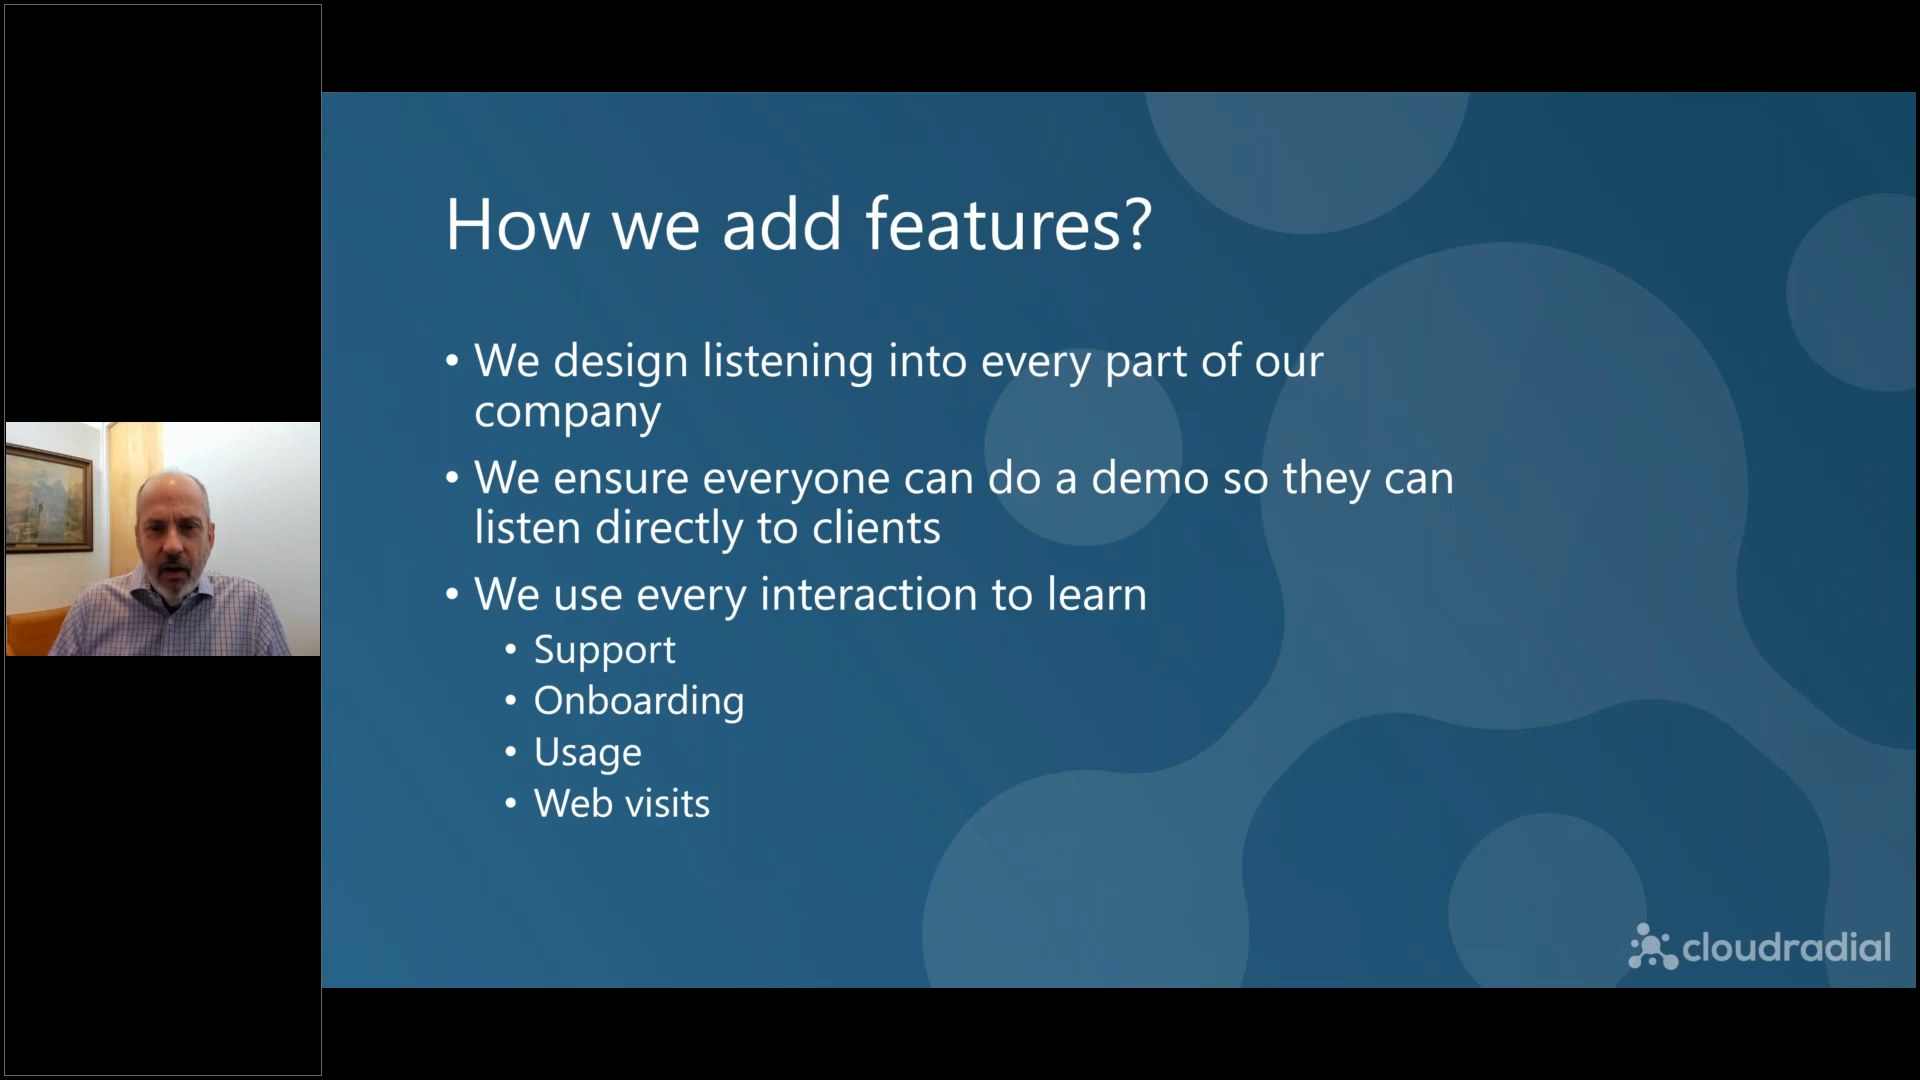 How we add features?
• We design listening into every part of our
company
• We ensure everyone can do a demo so they can
listen directly to clients
• We use every interaction to learn
• Support
• Onboarding
• Usage
• Web visits
cloudradial